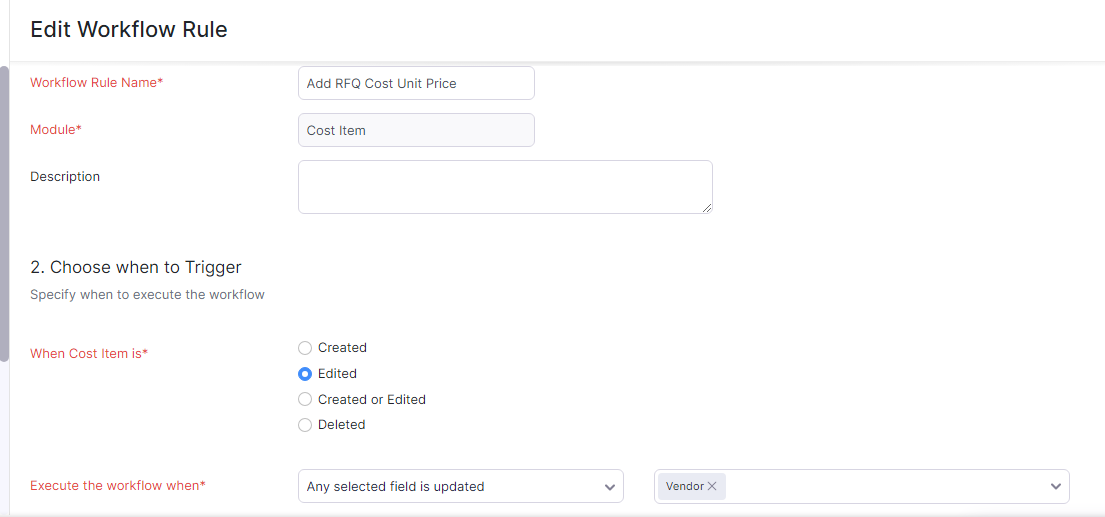 Edit Workflow Rule
Workflow Rule Name* Add RFQ Cost Unit Price
Module* Cost Item
Description
2. Choose when to Trigger
Specify when to execute the workflow
When Cost Item is* Created
Edited
Created or Edited
Deleted
Execute the workflow when* Any selected field is updated Vendor